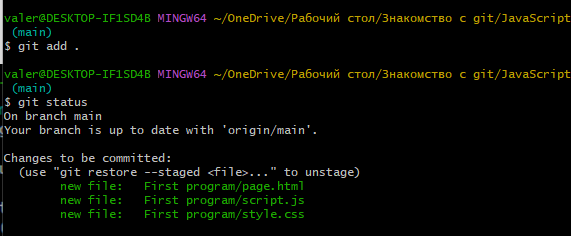 valer@DESKTOP-IF1SD4B MINGW64 ~/OneDrive/Рабочий стол/Знакомство с git/JavaScript
(main)
$ git add .
valer@DESKTOP-IF1SD4B MINGW64 ~/OneDrive/Рабочий стол/Знакомство с git/JavaScript
(main)
$ git status
On branch main
Your branch is up to date with 'origin/main'.
Changes to be committed:
(use "git restore --staged <file>..." to unstage)
new file: First program/page.html
new file: First program/script.js
new file: First program/style.css